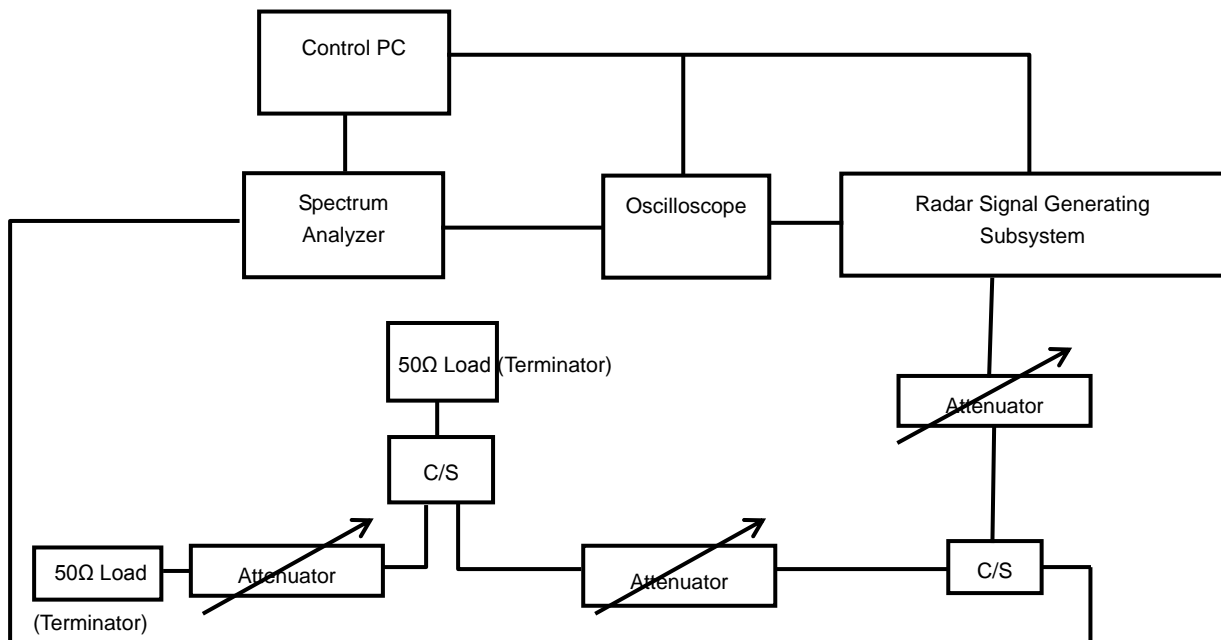 Control PC
Spectrum
Analyzer
Oscilloscope
Radar Signal Generating
Subsystem
50Ω Load (Terminator)
Attenuator
C/S
50Ω Load
(Terminator)
Attenuator
Attenuator
C/S